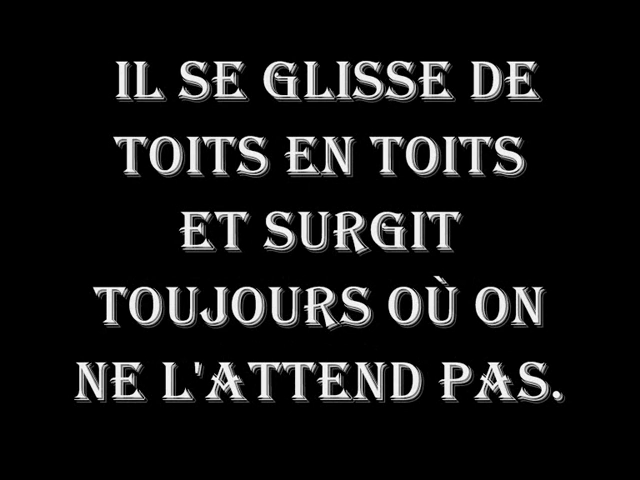 IL SE GLISSE DE
TOITS EN TOITS
ET SURGIT
TOUJOURS OÙ ON
NE L'ATTEND PAS.